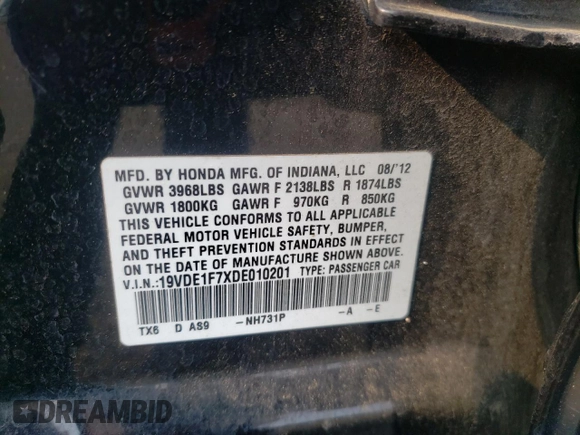 MFD. BY HONDA MFG. OF INDIANA, LLC 08/'12
GVWR 3968LBS GAWR F 2138LBS R 1874LBS
GVWR 1800KG GAWR F 970KG R 850KG
THIS VEHICLE CONFORMS TO ALL APPLICABLE
FEDERAL MOTOR VEHICLE SAFETY, BUMPER,
AND THEFT PREVENTION STANDARDS IN EFFECT
ON THE DATE OF MANUFACTURE SHOWN ABOVE.
V.I.N.:19VDE1F7XDE010201 TYPE: PASSENGER CAR
TX6 D AS9 -NH731P -A -E
DREAMBID